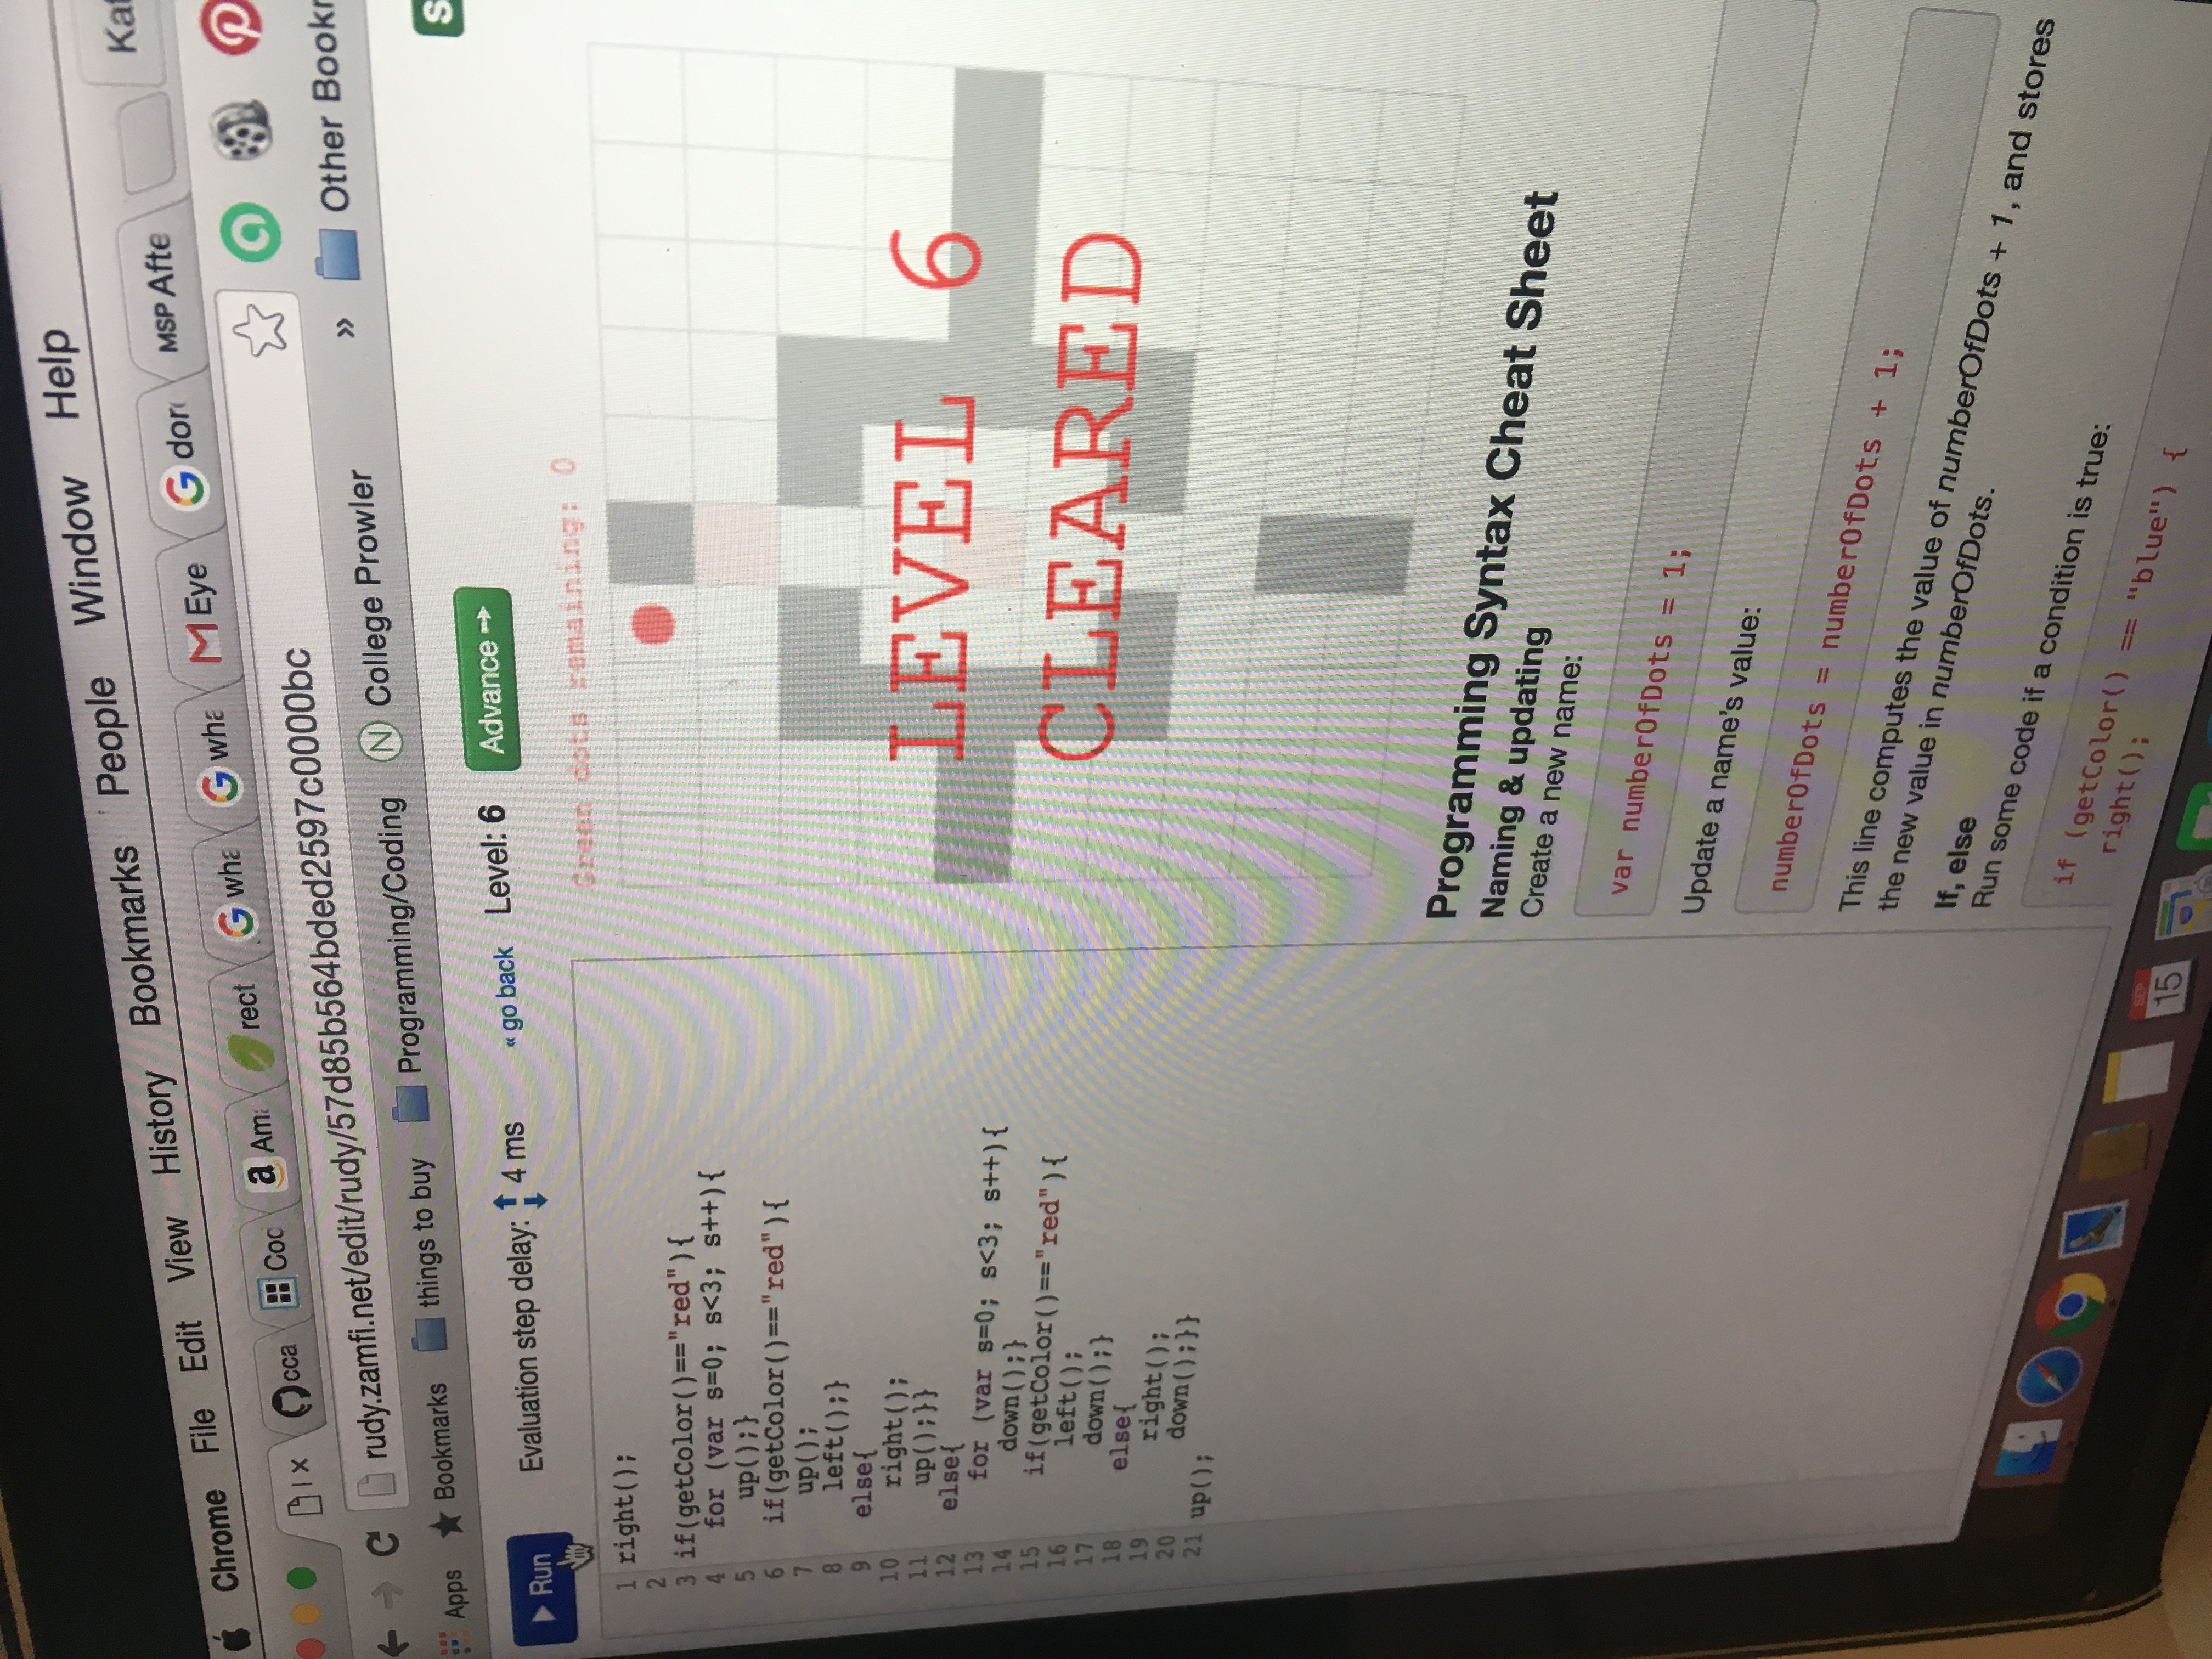 Chrome File Edit View History Bookmarks People Window Help
cca Coc Am rect wha wha Eye dor MSP Afte Kat
rudy.zamfi.net/edit/rudy/57d85b564bded2597c0000bc
Apps Bookmarks things to buy Programming/Coding N College Prowler » Other Bookr
Run Evaluation step delay: 4 ms « go back Level: 6 Advance → S
Green dots remaining: 0
1 right();
2
3 if(getColor()=="red"){
4 for (var s=0; s<3; s++){
5 up();}
6 if(getColor()=="red"){
7 up();
8 left();}
9 else{
10 right();
11 up();}}
12 else{
13 for (var s=0; s<3; s++){
14 down();}
15 if(getColor()=="red"){
16 left();
17 down();}
18 else{
19 right();
20 down();}}
21 up();
LEVEL 6
CLEARED
Programming Syntax Cheat Sheet
Naming & updating
Create a new name:
var numberOfDots = 1;
Update a name's value:
numberOfDots = numberOfDots + 1;
This line computes the value of numberOfDots + 1, and stores
the new value in numberOfDots.
If, else
Run some code if a condition is true:
if (getColor() == "blue") {
right();
SEP
15